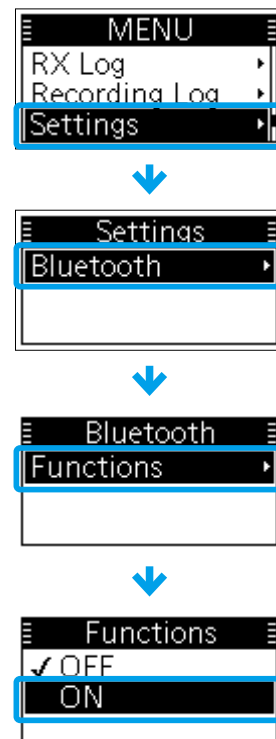 MENU
RX Log
Recording Log
Settings
Settings
Bluetooth
Bluetooth
Functions
Functions
✓ OFF
ON